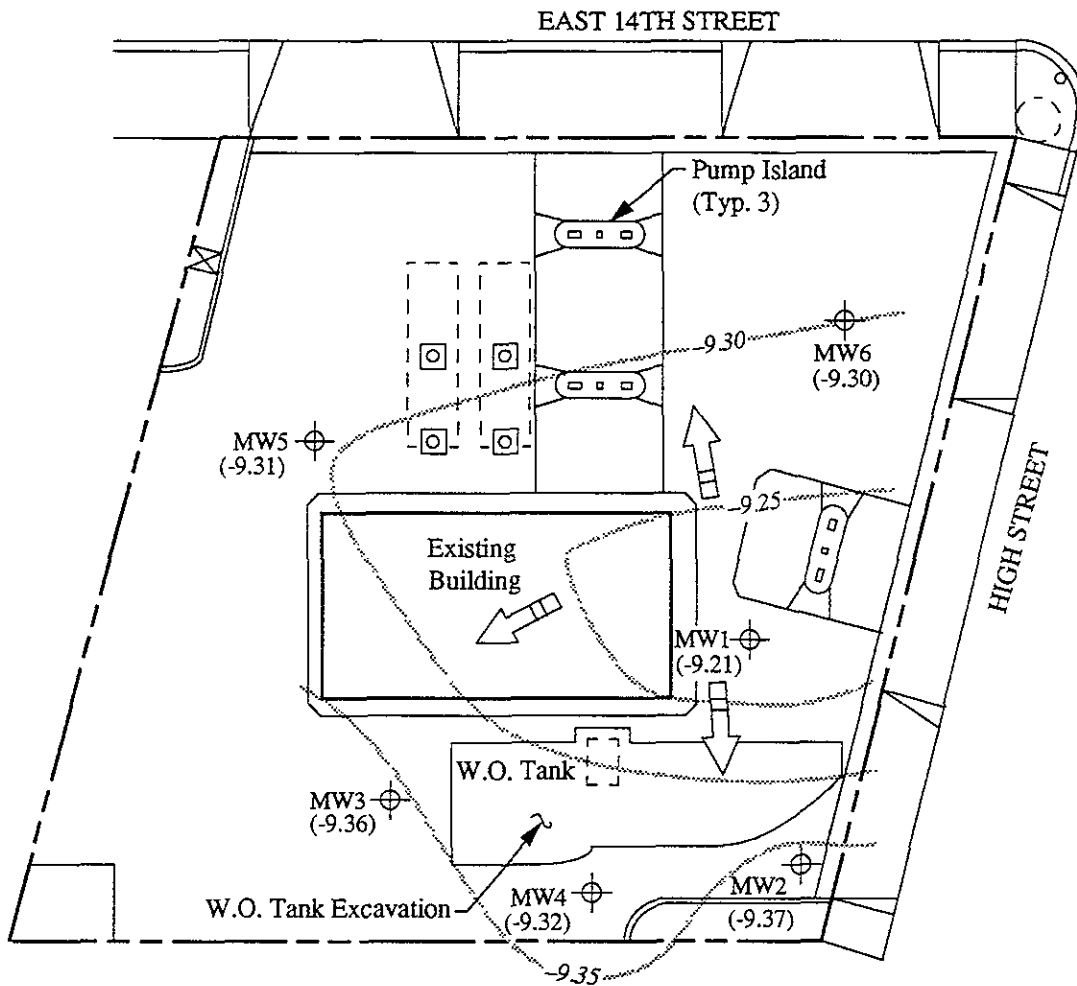 EAST 14TH STREET
Pump Island
(Typ. 3)
-9.30
MW6
(-9.30)
MW5
(-9.31)
-9.25
HIGH STREET
Existing
Building
MW1
(-9.21)
W.O. Tank
MW3
(-9.36)
W.O. Tank Excavation
MW4
(-9.32)
MW2
(-9.37)
-9.35